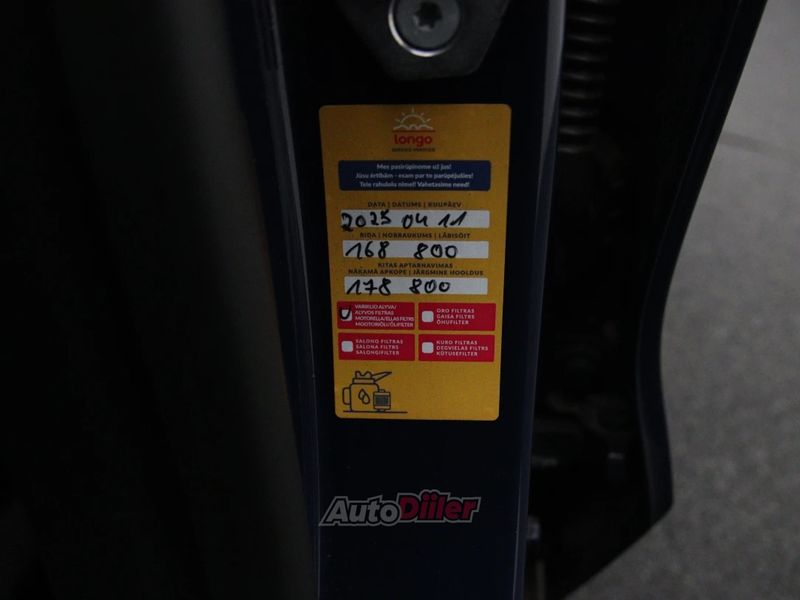 longo
Mes pasirūpinome už jus!
Jūsu ērtībām - esam par to parūpējušies!
Teie rahuloks nimel! Vahetasime need!
DATA | DATUMS | KUUPÄEV
2025 04 11
RIDA | NOBRAUKUMS | LÄBISÕIT
168 800
KITAS APTARNAVIMAS
NĀKAMĀ APKOPE | JÄRGMINE HOOLDUS
178 800
VARIKLIO ALYVA/
ALYVOS FILTRAS
MOTOREĻĻA/EĻĻAS FILTRS
MOOTORIÕLI/ÕLIFILTER
ORO FILTRAS
GAISA FILTRS
ÕHUFILTER
SALONO FILTRAS
SALONA FILTRS
SALONGIFILTER
KURO FILTRAS
DEGVIELAS FILTRS
KÜTUSEFILTER
AutoDiiler